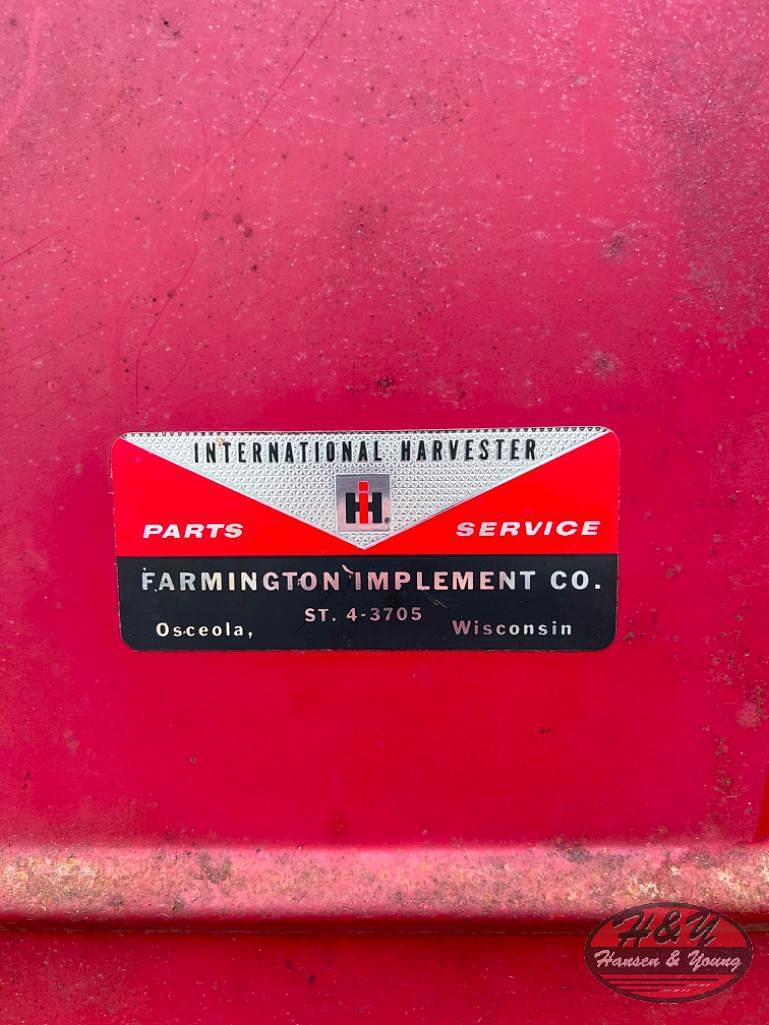 INTERNATIONAL HARVESTER
IH
PARTS SERVICE
FARMINGTON IMPLEMENT CO.
ST. 4-3705
Osceola, Wisconsin
H&Y
Hansen & Young